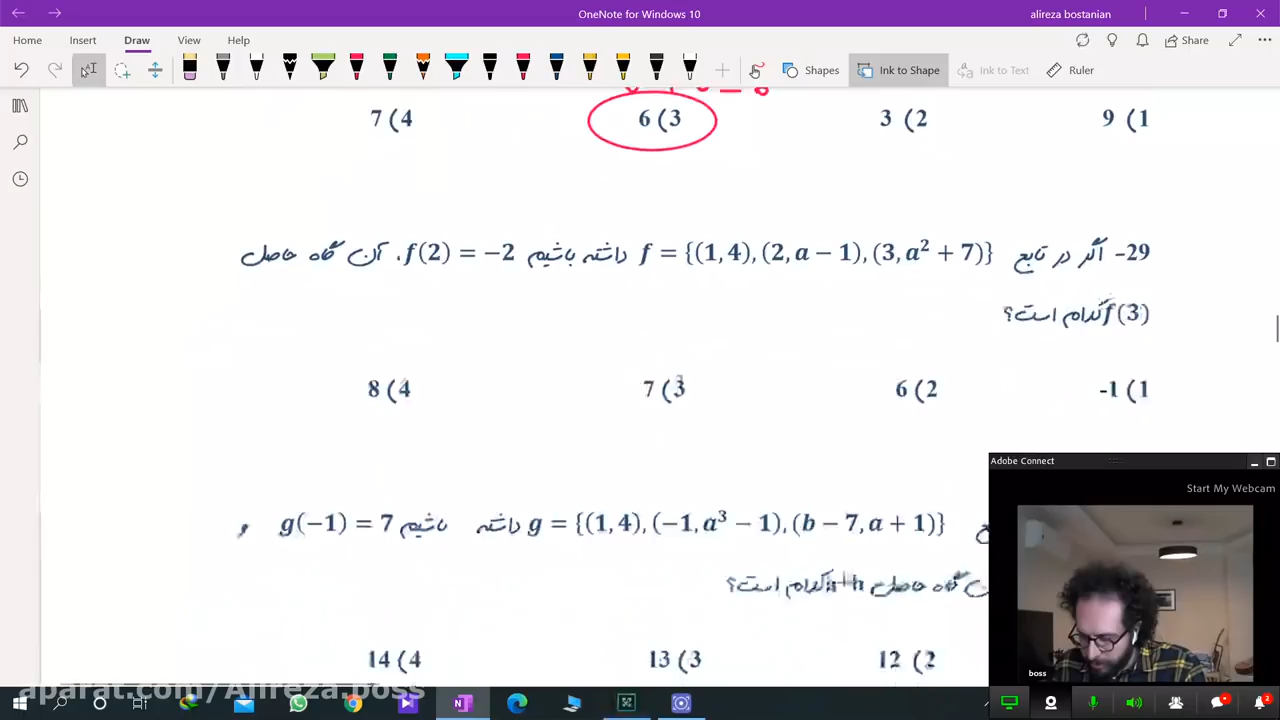 OneNote for Windows 10
alireza bostanian
Home Insert Draw View Help
Share
Shapes
Ink to Shape
Ink to Text
Ruler
9 (1 3 (2 6 (3 7 (4
-29 اگر در تابع f = {(1, 4), (2, a − 1), (3, a² + 7)} داشته باشیم f(2) = −2، آن گاه حاصل
f(3) کدام است؟
-1 (1 6 (2 7 (3 8 (4
g = {(1, 4), (−1, a³ − 1), (b − 7, a + 1)} داشته باشیم g(−1) = 7 و
گاه حاصل کدام است؟
12 (2 13 (3 14 (4
Adobe Connect
Start My Webcam
boss
aparat.com/Alireza.boss